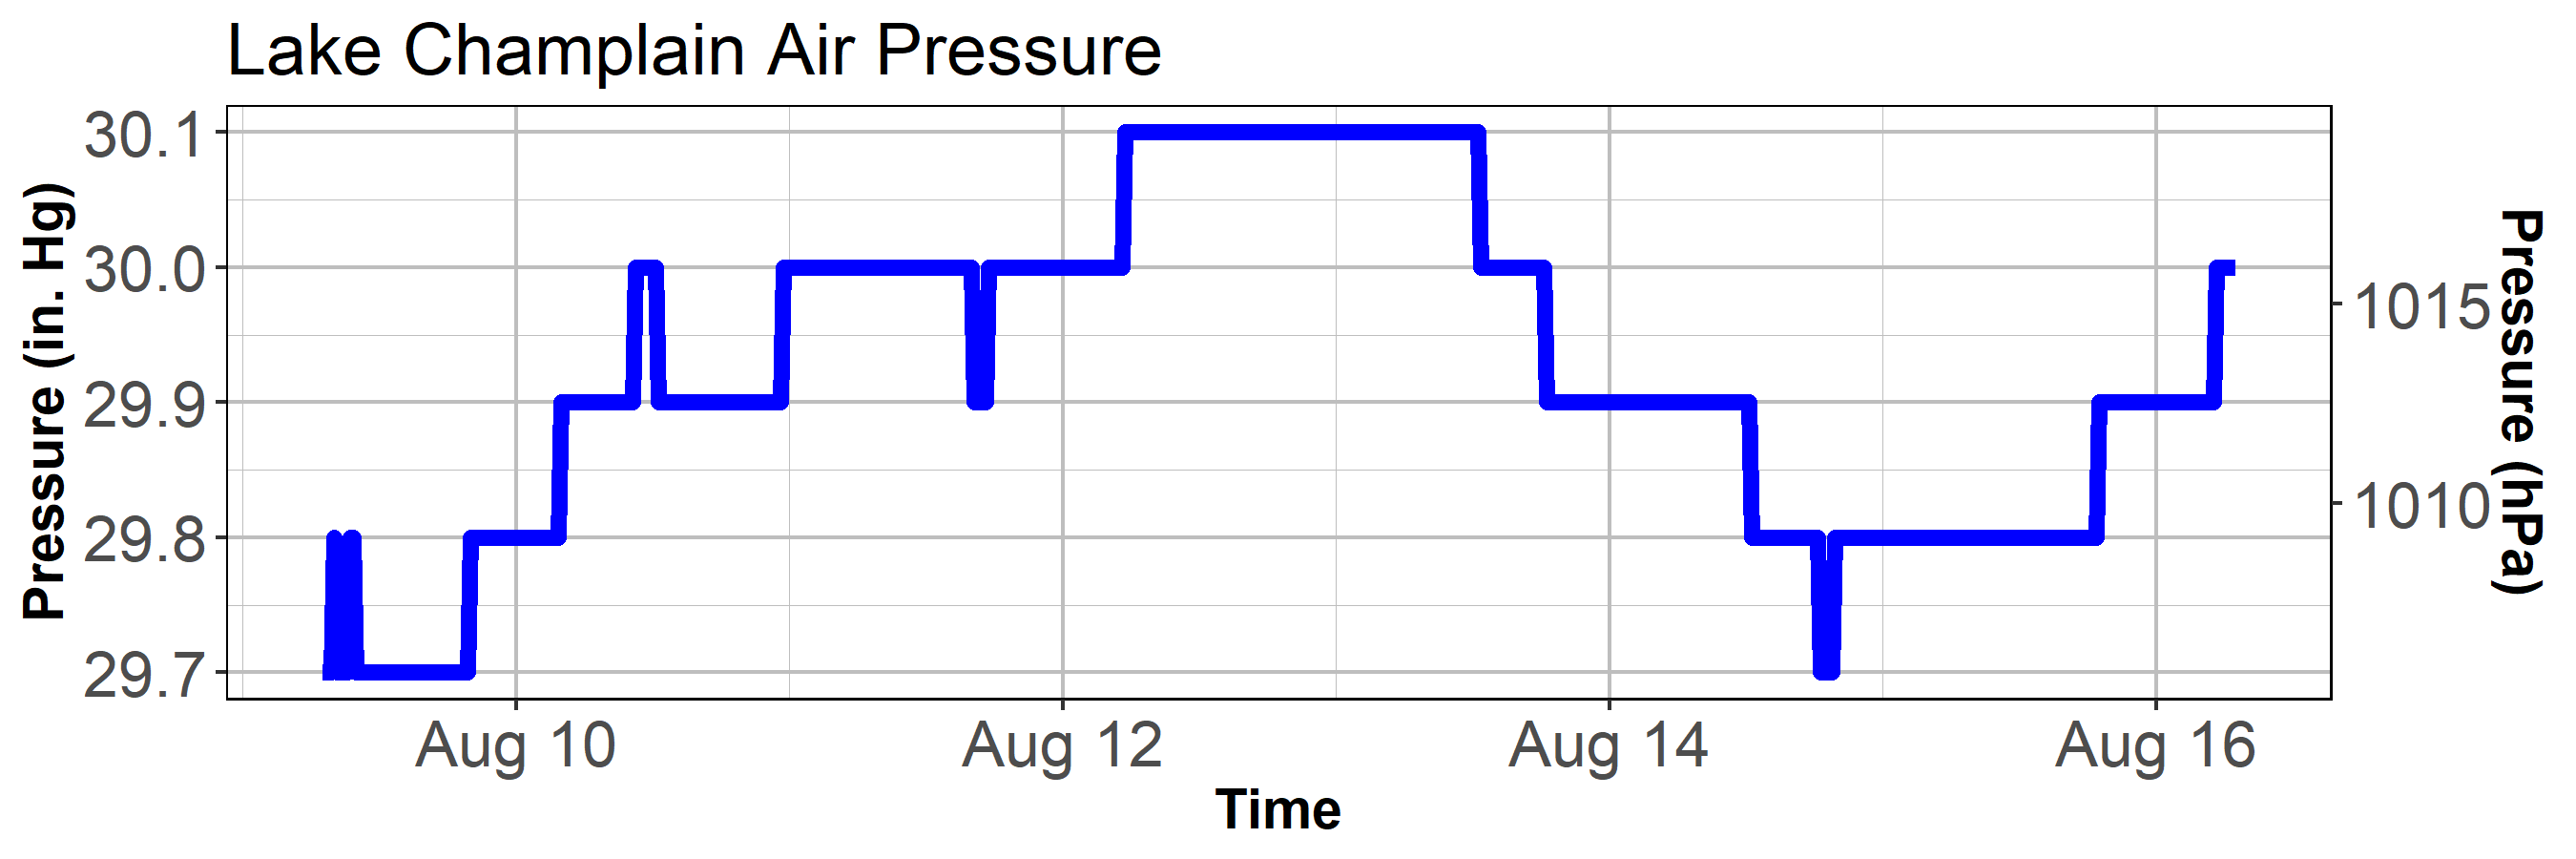 Lake Champlain Air Pressure
Pressure (in. Hg)
30.1
30.0
29.9
29.8
29.7
1015
1010
Pressure (hPa)
Aug 10 Aug 12 Aug 14 Aug 16
Time